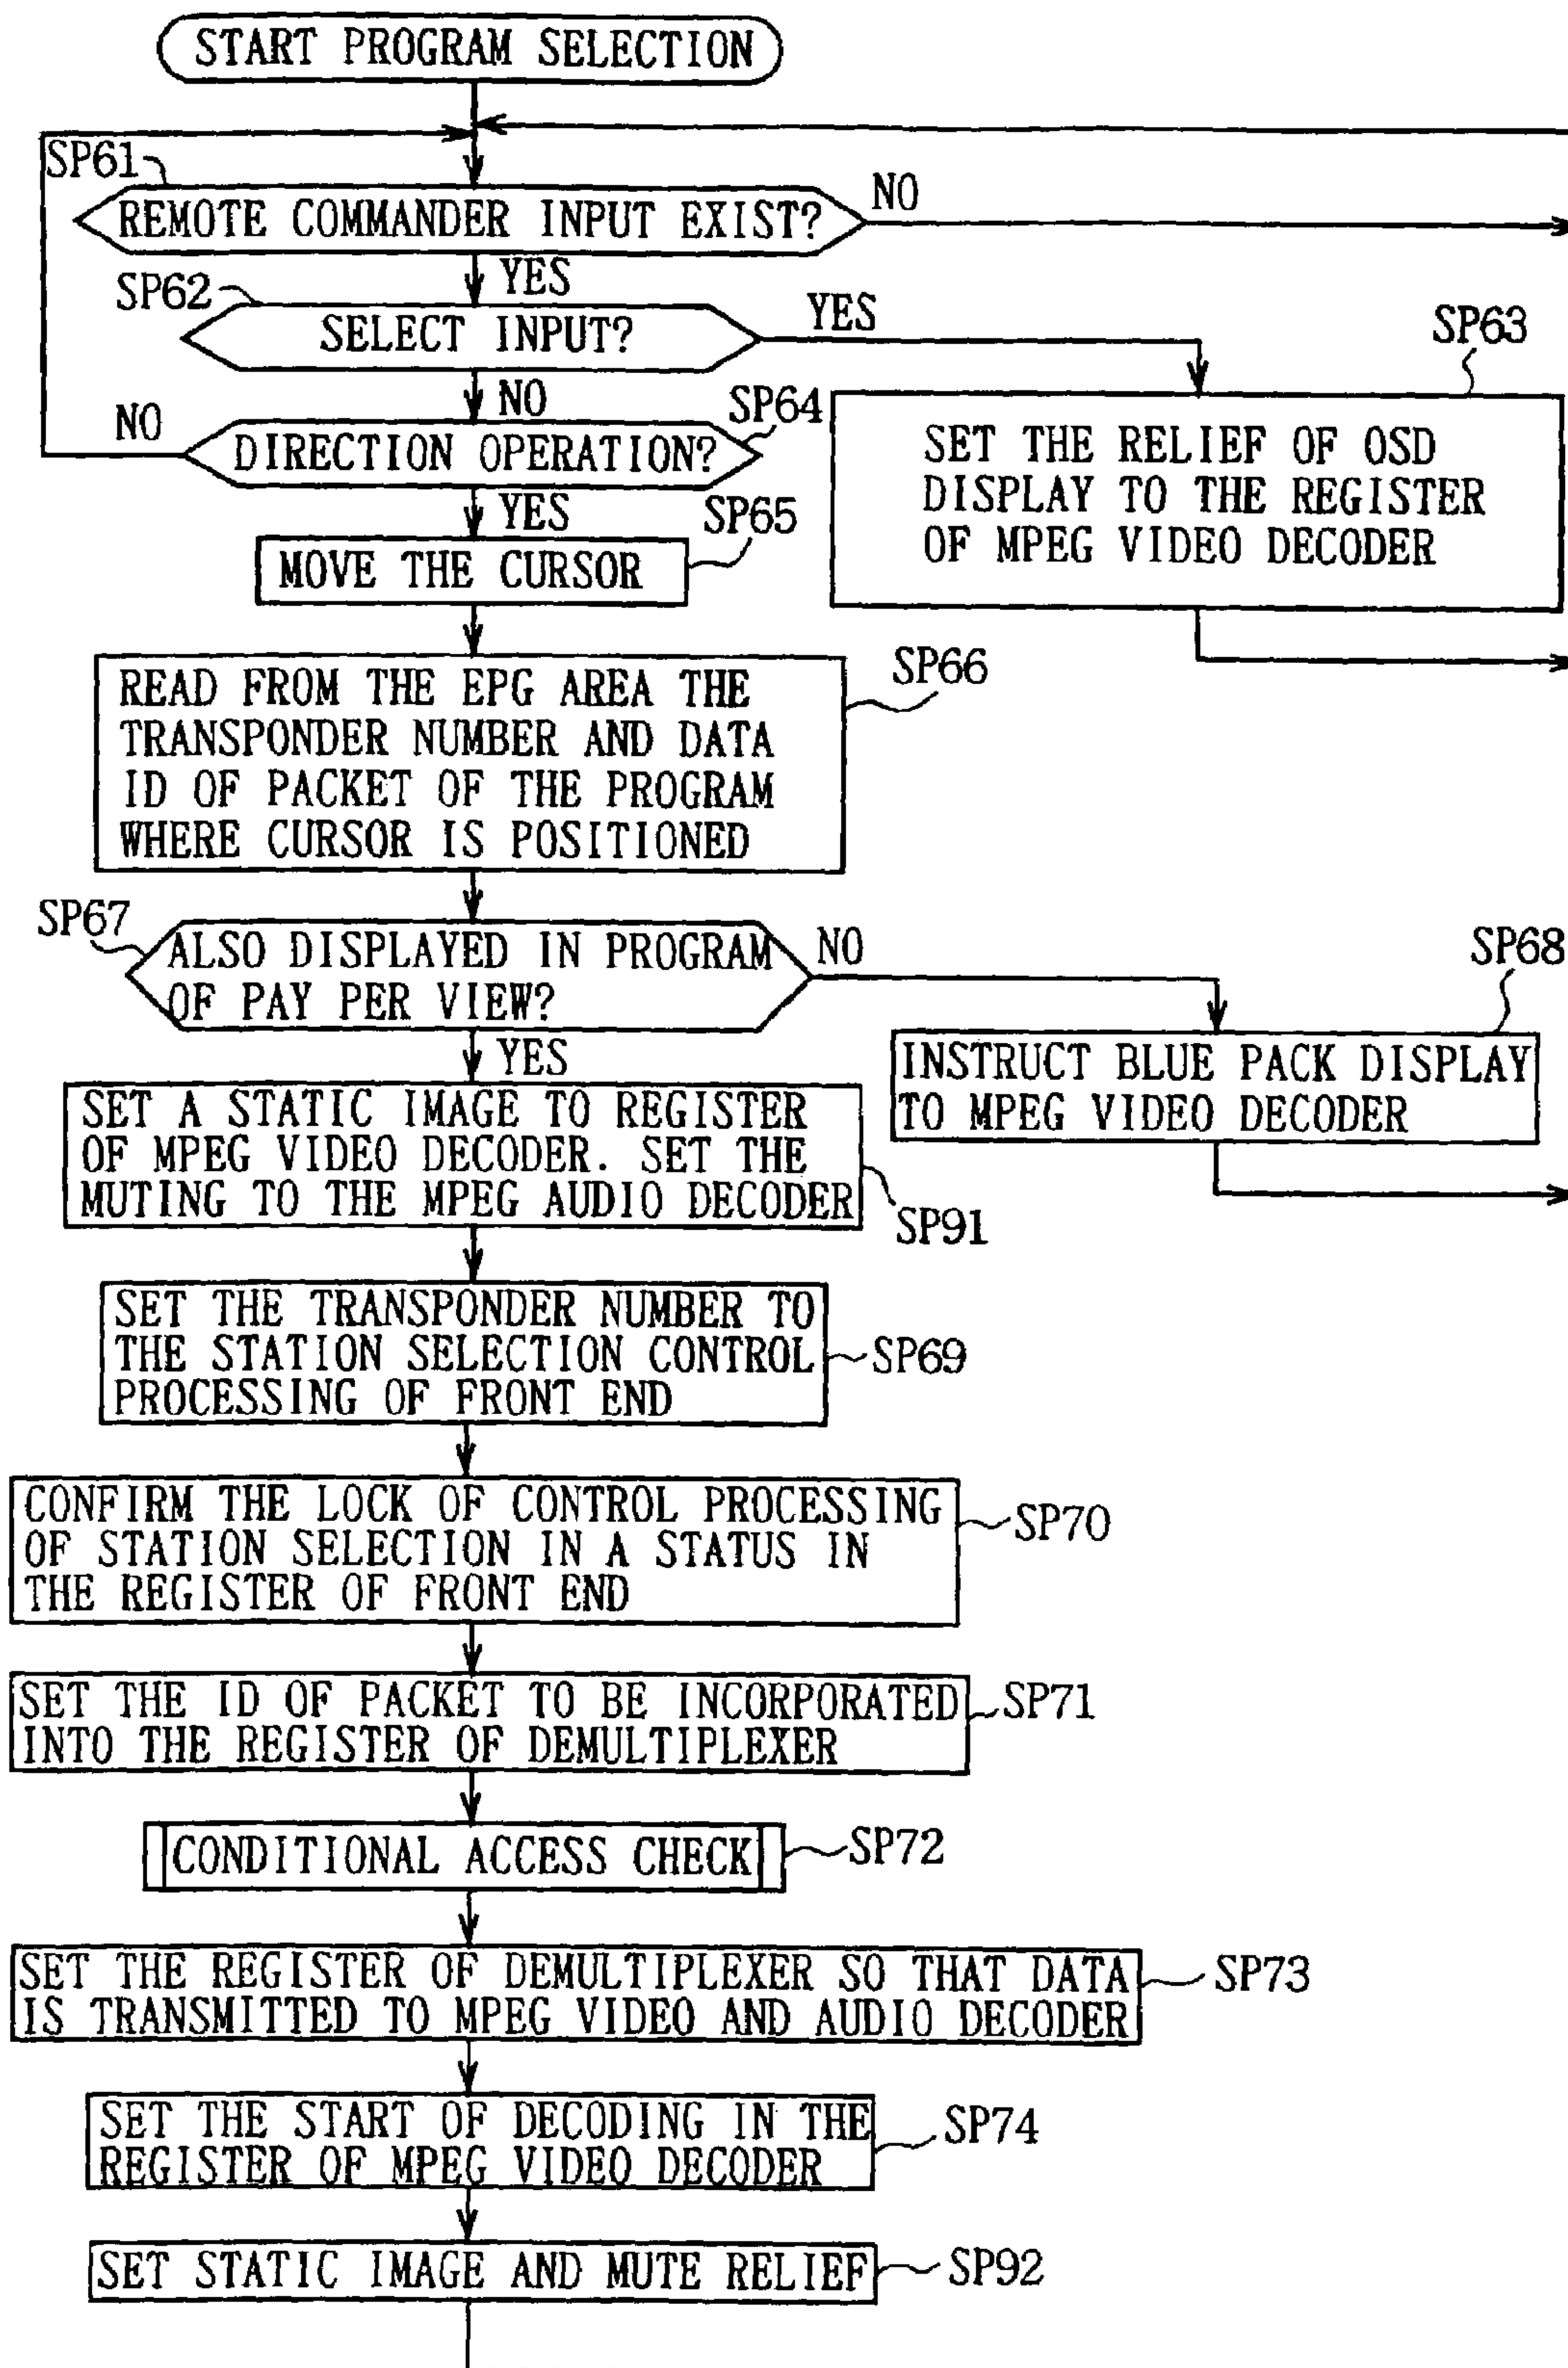 START PROGRAM SELECTION
SP61
REMOTE COMMANDER INPUT EXIST?
NO
YES
SP62
SELECT INPUT?
YES
SP63
SET THE RELIEF OF OSD
DISPLAY TO THE REGISTER
OF MPEG VIDEO DECODER
NO
NO
SP64
DIRECTION OPERATION?
YES
SP65
MOVE THE CURSOR
SP66
READ FROM THE EPG AREA THE
TRANSPONDER NUMBER AND DATA
ID OF PACKET OF THE PROGRAM
WHERE CURSOR IS POSITIONED
SP67
ALSO DISPLAYED IN PROGRAM
OF PAY PER VIEW?
NO
SP68
INSTRUCT BLUE PACK DISPLAY
TO MPEG VIDEO DECODER
YES
SET A STATIC IMAGE TO REGISTER
OF MPEG VIDEO DECODER. SET THE
MUTING TO THE MPEG AUDIO DECODER
SP91
SET THE TRANSPONDER NUMBER TO
THE STATION SELECTION CONTROL
PROCESSING OF FRONT END
SP69
CONFIRM THE LOCK OF CONTROL PROCESSING
OF STATION SELECTION IN A STATUS IN
THE REGISTER OF FRONT END
SP70
SET THE ID OF PACKET TO BE INCORPORATED
INTO THE REGISTER OF DEMULTIPLEXER
SP71
CONDITIONAL ACCESS CHECK
SP72
SET THE REGISTER OF DEMULTIPLEXER SO THAT DATA
IS TRANSMITTED TO MPEG VIDEO AND AUDIO DECODER
SP73
SET THE START OF DECODING IN THE
REGISTER OF MPEG VIDEO DECODER
SP74
SET STATIC IMAGE AND MUTE RELIEF
SP92